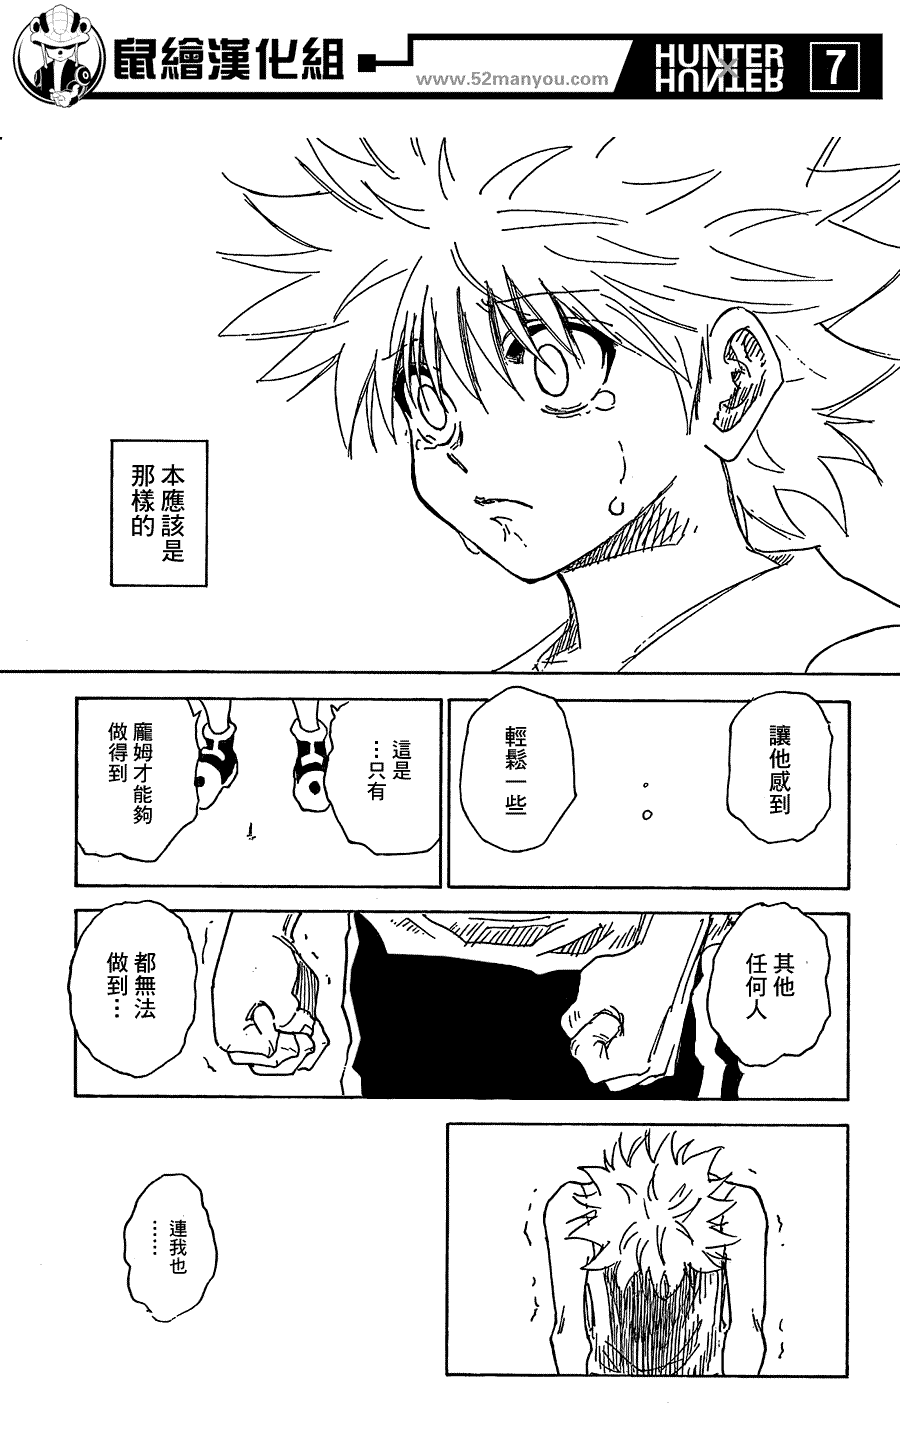 鼠繪漢化組
www.52manyou.com
HUNTER
×
HUNTER
7
本應該是
那樣的
讓他感到
輕鬆一些
這是
…只有
龐姆才能夠
做得到
其他
任何人
都無法
做到…
連我也
……